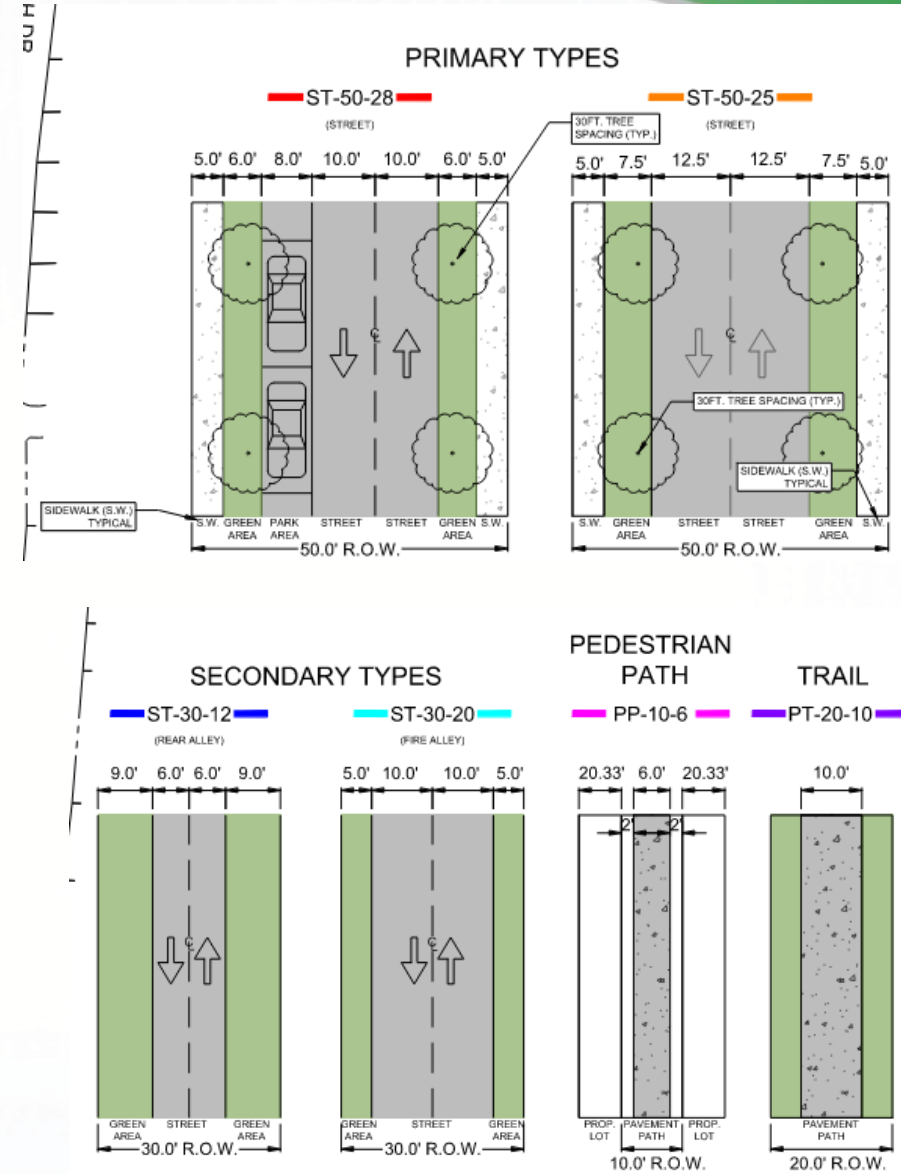 H DR
PRIMARY TYPES
ST-50-28
(STREET)
ST-50-25
(STREET)
30FT. TREE
SPACING (TYP.)
5.0' 6.0' 8.0' 10.0' 10.0' 6.0' 5.0'
5.0' 7.5' 12.5' 12.5' 7.5' 5.0'
℄
℄
30FT. TREE SPACING (TYP.)
SIDEWALK (S.W.)
TYPICAL
SIDEWALK (S.W.)
TYPICAL
S.W. GREEN AREA PARK AREA STREET STREET GREEN AREA S.W.
50.0' R.O.W.
S.W. GREEN AREA STREET STREET GREEN AREA S.W.
50.0' R.O.W.
SECONDARY TYPES
PEDESTRIAN
PATH
TRAIL
ST-30-12
(REAR ALLEY)
ST-30-20
(FIRE ALLEY)
PP-10-6
PT-20-10
9.0' 6.0' 6.0' 9.0'
5.0' 10.0' 10.0' 5.0'
20.33' 6.0' 20.33'
10.0'
2' 2'
℄
℄
GREEN AREA STREET GREEN AREA
30.0' R.O.W.
GREEN AREA STREET GREEN AREA
30.0' R.O.W.
PROP. LOT PAVEMENT PATH PROP. LOT
10.0' R.O.W.
PAVEMENT PATH
20.0' R.O.W.